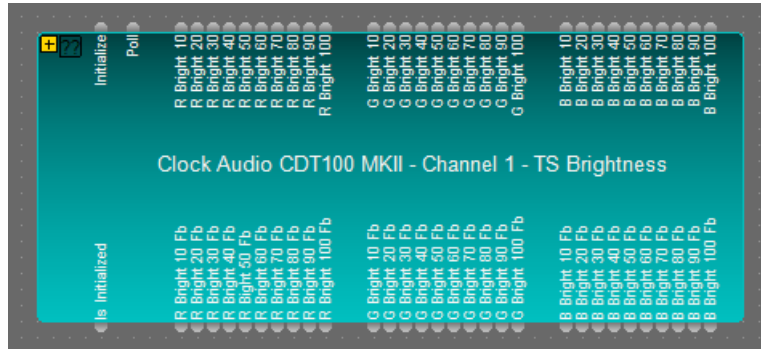 ??
Initialize
Poll
R Bright 10
R Bright 20
R Bright 30
R Bright 40
R Bright 50
R Bright 60
R Bright 70
R Bright 80
R Bright 90
R Bright 100
G Bright 10
G Bright 20
G Bright 30
G Bright 40
G Bright 50
G Bright 60
G Bright 70
G Bright 80
G Bright 90
G Bright 100
B Bright 10
B Bright 20
B Bright 30
B Bright 40
B Bright 50
B Bright 60
B Bright 70
B Bright 80
B Bright 90
B Bright 100
Clock Audio CDT100 MKII - Channel 1 - TS Brightness
Is Initialized
R Bright 10 Fb
R Bright 20 Fb
R Bright 30 Fb
R Bright 40 Fb
R Bright 50 Fb
R Bright 60 Fb
R Bright 70 Fb
R Bright 80 Fb
R Bright 90 Fb
R Bright 100 Fb
G Bright 10 Fb
G Bright 20 Fb
G Bright 30 Fb
G Bright 40 Fb
G Bright 50 Fb
G Bright 60 Fb
G Bright 70 Fb
G Bright 80 Fb
G Bright 90 Fb
G Bright 100 Fb
B Bright 10 Fb
B Bright 20 Fb
B Bright 30 Fb
B Bright 40 Fb
B Bright 50 Fb
B Bright 60 Fb
B Bright 70 Fb
B Bright 80 Fb
B Bright 90 Fb
B Bright 100 Fb